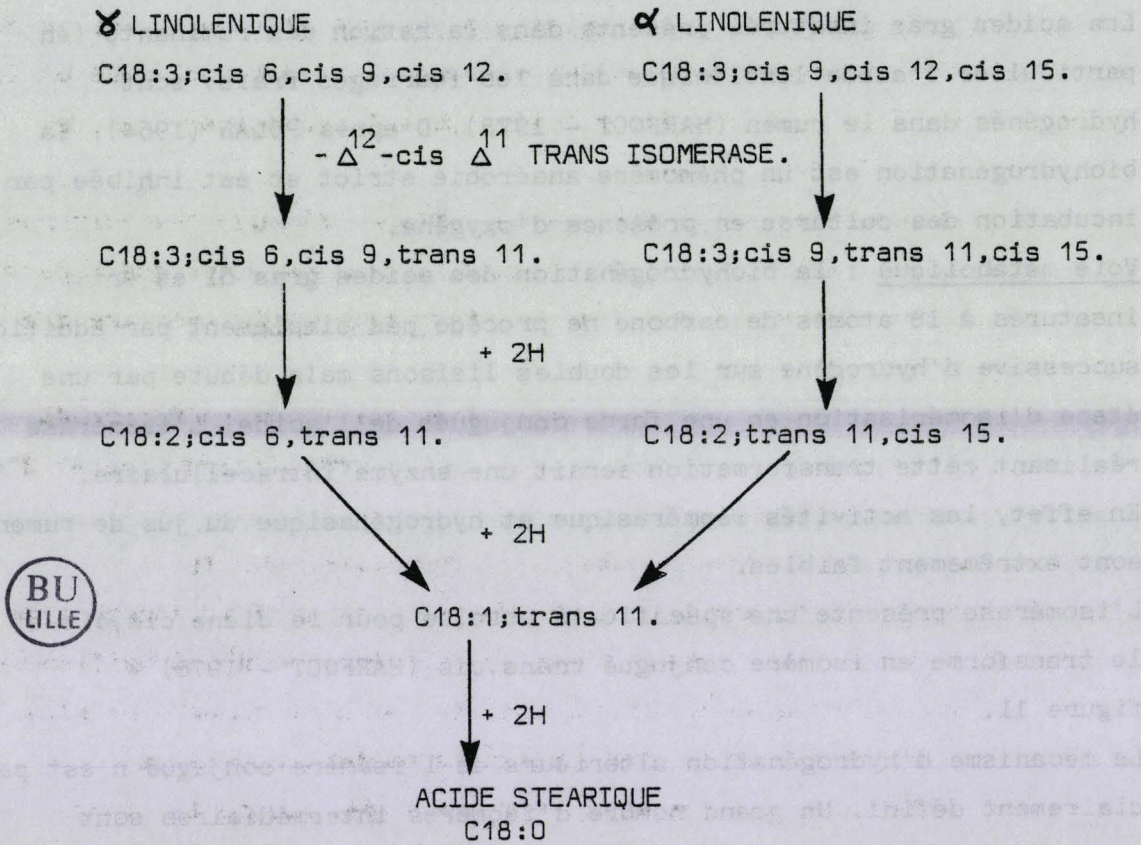 ɣ LINOLENIQUE    α LINOLENIQUE
C18:3;cis 6,cis 9,cis 12.    C18:3;cis 9,cis 12,cis 15.
- Δ12-cis Δ11 TRANS ISOMERASE.
C18:3;cis 6,cis 9,trans 11.    C18:3;cis 9,trans 11,cis 15.
+ 2H
C18:2;cis 6,trans 11.    C18:2;trans 11,cis 15.
+ 2H
BU
LILLE
C18:1;trans 11.
+ 2H
ACIDE STEARIQUE.
C18:0